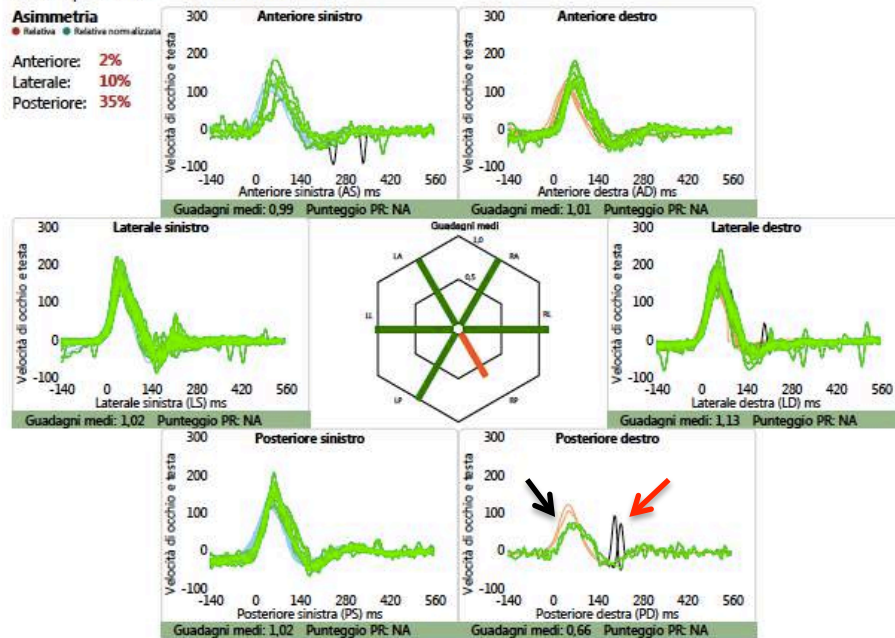 Asimmetria
Relativa Relativa normalizzata
Anteriore: 2%
Laterale: 10%
Posteriore: 35%
Anteriore sinistro
Velocità di occhio e testa
300
200
100
0
-100
-140 0 140 280 420 560
Anteriore sinistra (AS) ms
Guadagni medi: 0,99 Punteggio PR: NA
Anteriore destro
Velocità di occhio e testa
300
200
100
0
-100
-140 0 140 280 420 560
Anteriore destra (AD) ms
Guadagni medi: 1,01 Punteggio PR: NA
Laterale sinistro
Velocità di occhio e testa
300
200
100
0
-100
-140 0 140 280 420 560
Laterale sinistra (LS) ms
Guadagni medi: 1,02 Punteggio PR: NA
Guadagni medi
1,0
0,5
LA
RA
LL
RL
LP
RP
Laterale destro
Velocità di occhio e testa
300
200
100
0
-100
-140 0 140 280 420 560
Laterale destra (LD) ms
Guadagni medi: 1,13 Punteggio PR: NA
Posteriore sinistro
Velocità di occhio e testa
300
200
100
0
-100
-140 0 140 280 420 560
Posteriore sinistra (PS) ms
Guadagni medi: 1,02 Punteggio PR: NA
Posteriore destro
Velocità di occhio e testa
300
200
100
0
-100
-140 0 140 280 420 560
Posteriore destra (PD) ms
Guadagni medi: 0,66 Punteggio PR: NA